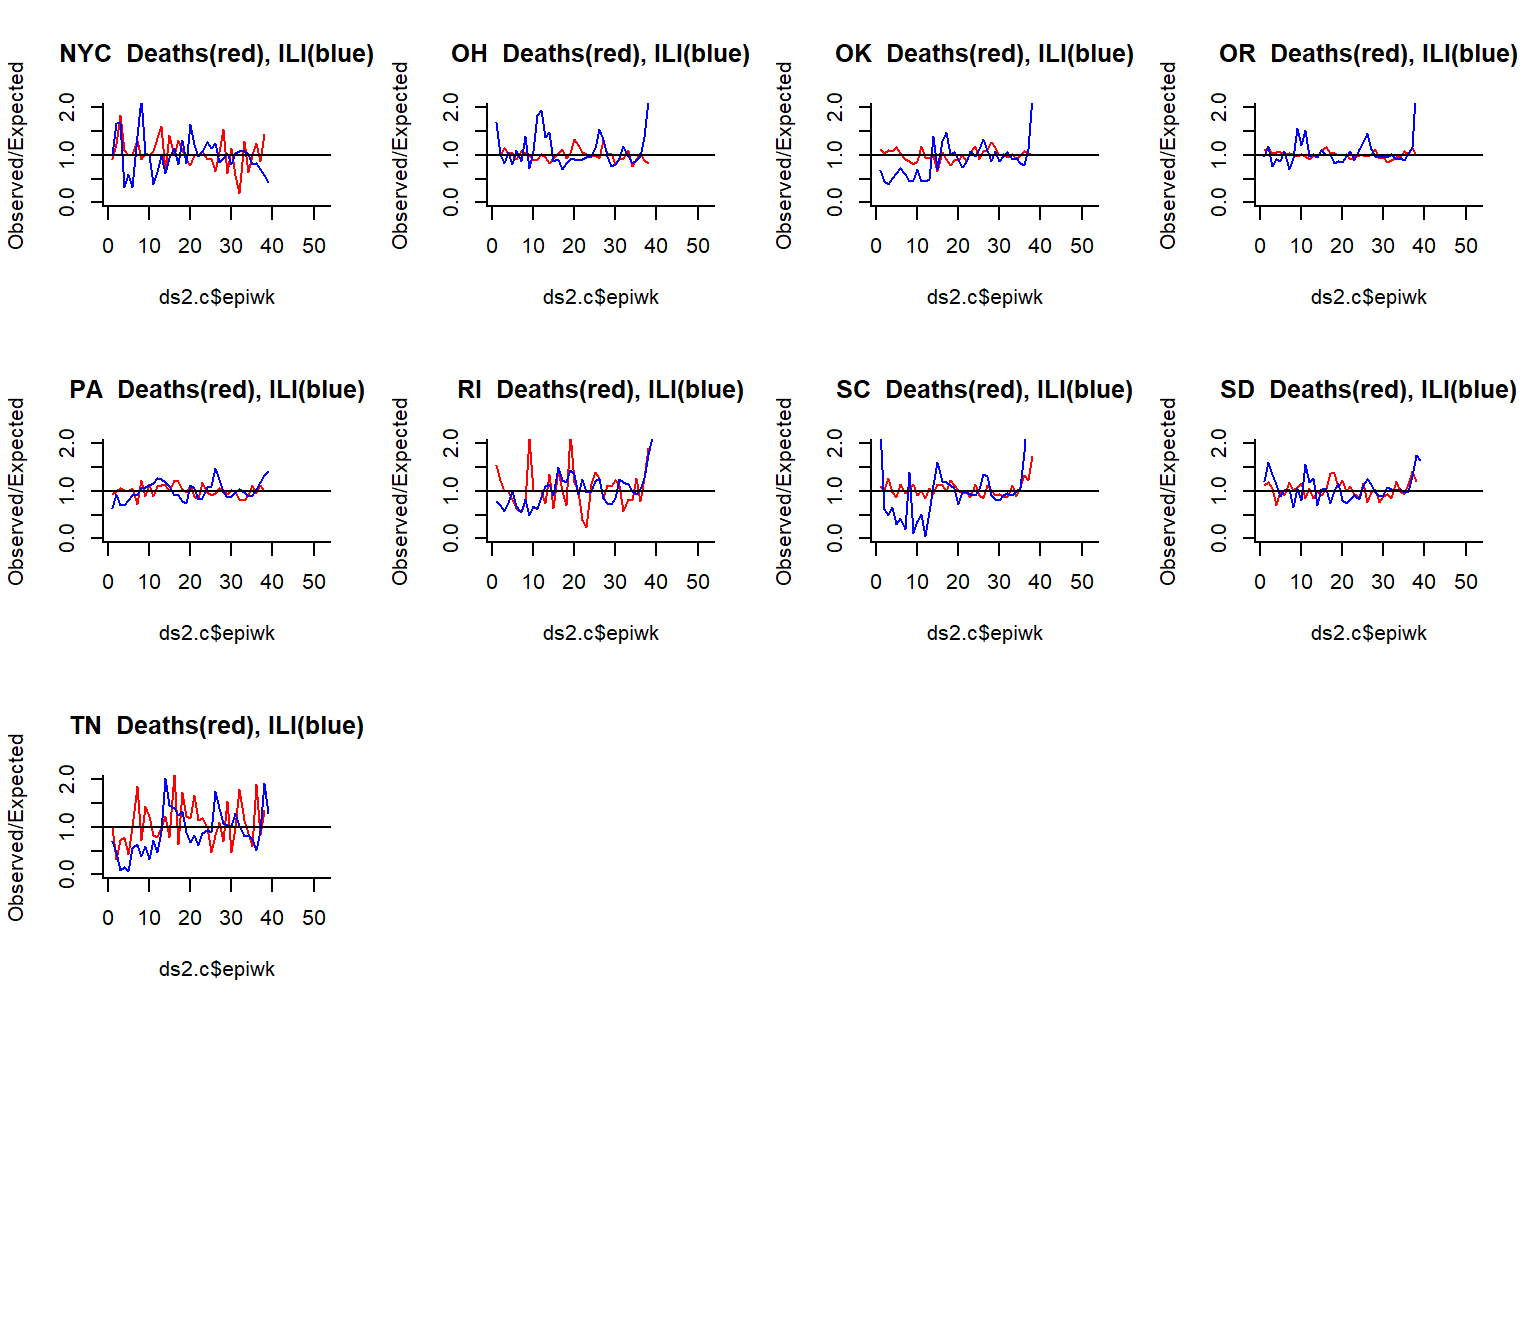 NYC  Deaths(red), ILI(blue)
Observed/Expected
2.0
1.0
0.0
0 10 20 30 40 50
ds2.c$epiwk
OH  Deaths(red), ILI(blue)
Observed/Expected
2.0
1.0
0.0
0 10 20 30 40 50
ds2.c$epiwk
OK  Deaths(red), ILI(blue)
Observed/Expected
2.0
1.0
0.0
0 10 20 30 40 50
ds2.c$epiwk
OR  Deaths(red), ILI(blue)
Observed/Expected
2.0
1.0
0.0
0 10 20 30 40 50
ds2.c$epiwk
PA  Deaths(red), ILI(blue)
Observed/Expected
2.0
1.0
0.0
0 10 20 30 40 50
ds2.c$epiwk
RI  Deaths(red), ILI(blue)
Observed/Expected
2.0
1.0
0.0
0 10 20 30 40 50
ds2.c$epiwk
SC  Deaths(red), ILI(blue)
Observed/Expected
2.0
1.0
0.0
0 10 20 30 40 50
ds2.c$epiwk
SD  Deaths(red), ILI(blue)
Observed/Expected
2.0
1.0
0.0
0 10 20 30 40 50
ds2.c$epiwk
TN  Deaths(red), ILI(blue)
Observed/Expected
2.0
1.0
0.0
0 10 20 30 40 50
ds2.c$epiwk